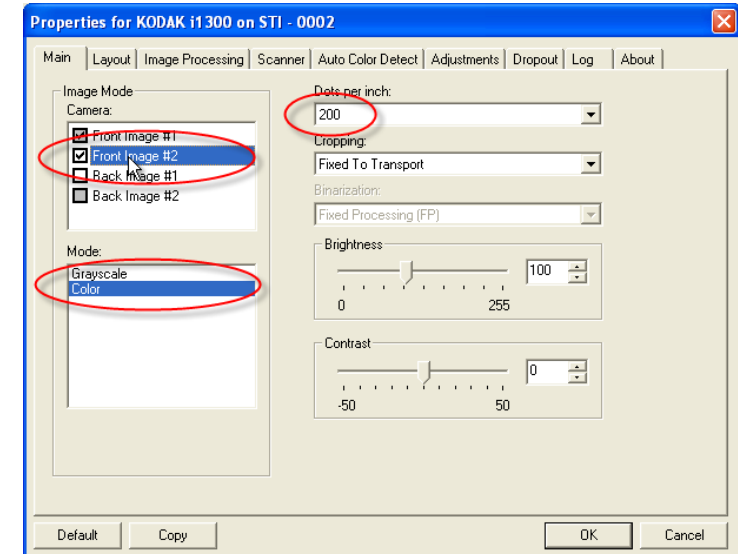 Properties for KODAK i1300 on STI - 0002
Main Layout Image Processing Scanner Auto Color Detect Adjustments Dropout Log About
Image Mode
Camera:
Front Image #1
Front Image #2
Back Image #1
Back Image #2
Mode:
Grayscale
Color
Dots per inch:
200
Cropping:
Fixed To Transport
Binarization:
Fixed Processing (FP)
Brightness
100
0 255
Contrast
0
-50 50
Default Copy OK Cancel